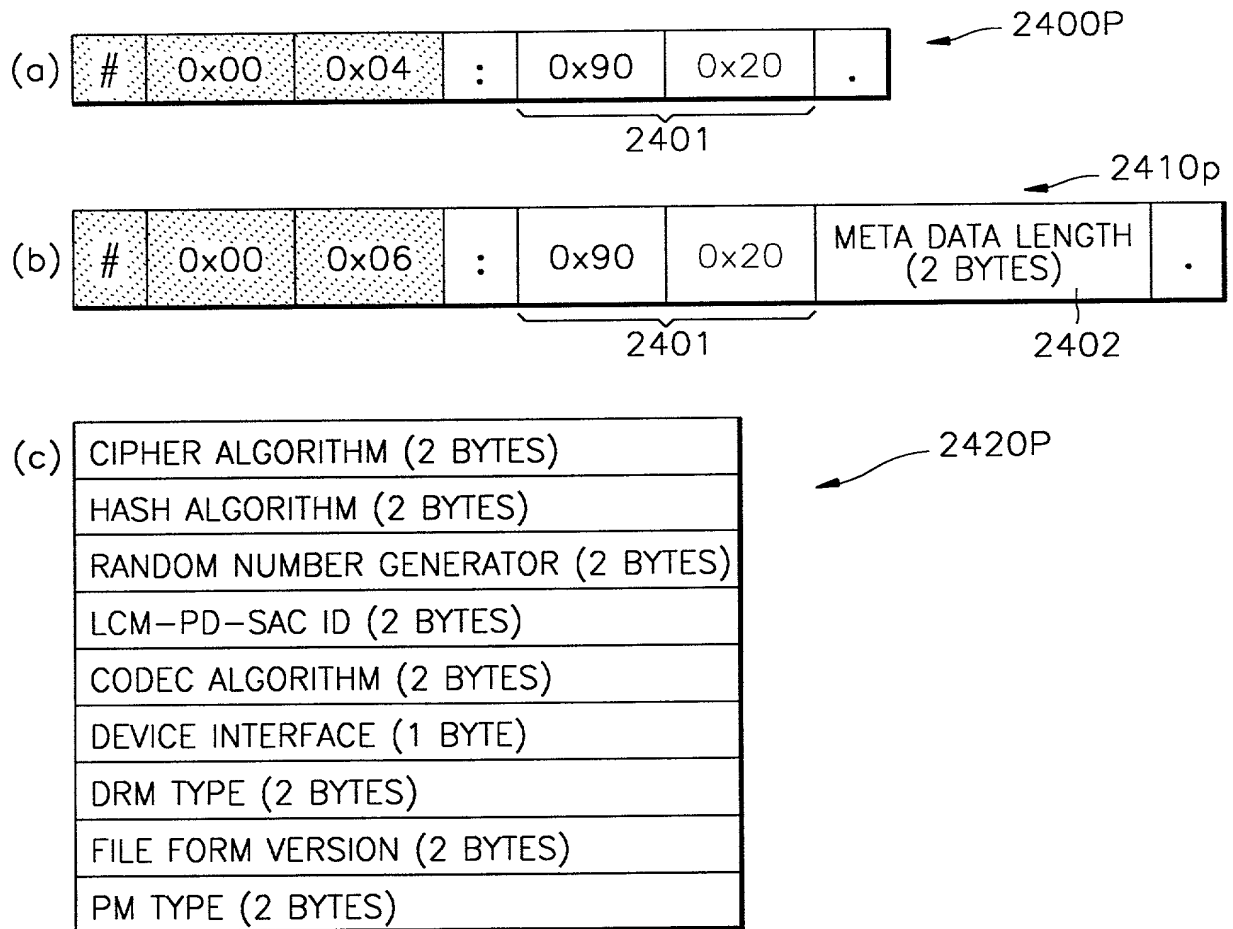 2400P
(a) # 0x00 0x04 : 0x90 0x20 .
2401
2410p
(b) # 0x00 0x06 : 0x90 0x20 META DATA LENGTH (2 BYTES) .
2401 2402
(c) CIPHER ALGORITHM (2 BYTES)
2420P
HASH ALGORITHM (2 BYTES)
RANDOM NUMBER GENERATOR (2 BYTES)
LCM-PD-SAC ID (2 BYTES)
CODEC ALGORITHM (2 BYTES)
DEVICE INTERFACE (1 BYTE)
DRM TYPE (2 BYTES)
FILE FORM VERSION (2 BYTES)
PM TYPE (2 BYTES)